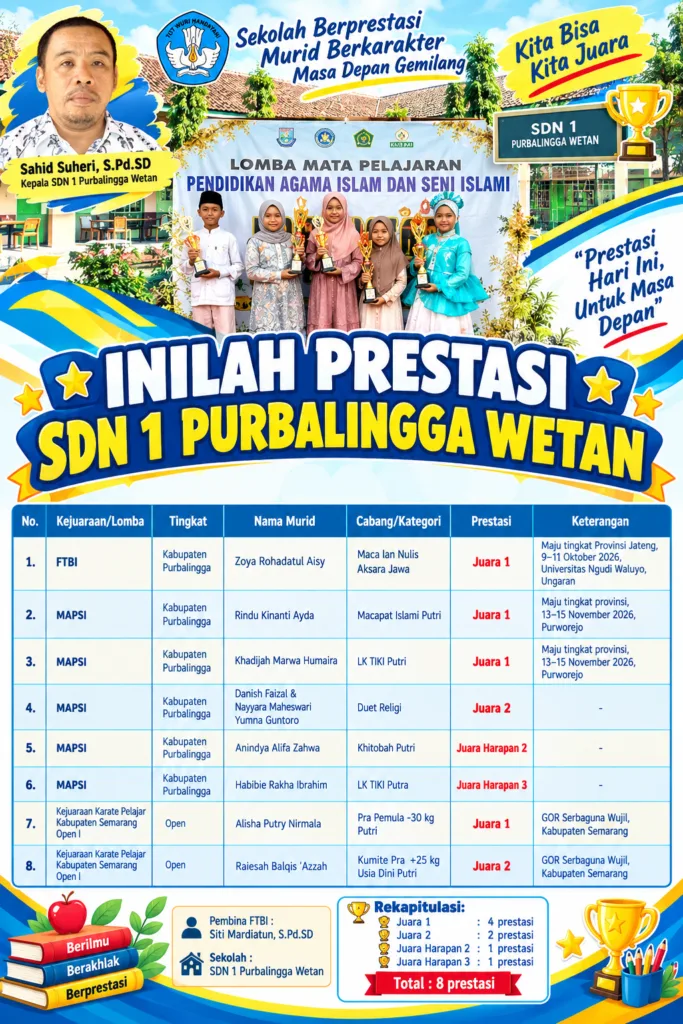 TUT WURI HANDAYANI
Sekolah Berprestasi
Murid Berkarakter
Masa Depan Gemilang
Kita Bisa
Kita Juara
SDN 1
PURBALINGGA WETAN
Sahid Suheri, S.Pd.SD
Kepala SDN 1 Purbalingga Wetan
LOMBA MATA PELAJARAN
PENDIDIKAN AGAMA ISLAM DAN SENI ISLAMI
"Prestasi
Hari Ini,
Untuk Masa
Depan"
INILAH PRESTASI
SDN 1 PURBALINGGA WETAN
No. Kejuaraan/Lomba Tingkat Nama Murid Cabang/Kategori Prestasi Keterangan
1. FTBI Kabupaten Purbalingga Zoya Rohadatul Aisy Maca lan Nulis Aksara Jawa Juara 1 Maju tingkat Provinsi Jateng, 9–11 Oktober 2026, Universitas Ngudi Waluyo, Ungaran
2. MAPSI Kabupaten Purbalingga Rindu Kinanti Ayda Macapat Islami Putri Juara 1 Maju tingkat provinsi, 13–15 November 2026, Purworejo
3. MAPSI Kabupaten Purbalingga Khadijah Marwa Humaira LK TIKI Putri Juara 1 Maju tingkat provinsi, 13–15 November 2026, Purworejo
4. MAPSI Kabupaten Purbalingga Danish Faizal & Nayyara Maheswari Yumna Guntoro Duet Religi Juara 2 -
5. MAPSI Kabupaten Purbalingga Anindya Alifa Zahwa Khitobah Putri Juara Harapan 2 -
6. MAPSI Kabupaten Purbalingga Habibie Rakha Ibrahim LK TIKI Putra Juara Harapan 3 -
7. Kejuaraan Karate Pelajar Kabupaten Semarang Open I Open Alisha Putry Nirmala Pra Pemula -30 kg Putri Juara 1 GOR Serbaguna Wujil, Kabupaten Semarang
8. Kejuaraan Karate Pelajar Kabupaten Semarang Open I Open Raiesah Balqis 'Azzah Kumite Pra +25 kg Usia Dini Putri Juara 2 GOR Serbaguna Wujil, Kabupaten Semarang
Berilmu
Berakhlak
Berprestasi
Pembina FTBI :
Siti Mardiatun, S.Pd.SD
Sekolah :
SDN 1 Purbalingga Wetan
Rekapitulasi:
Juara 1 : 4 prestasi
Juara 2 : 2 prestasi
Juara Harapan 2 : 1 prestasi
Juara Harapan 3 : 1 prestasi
Total : 8 prestasi